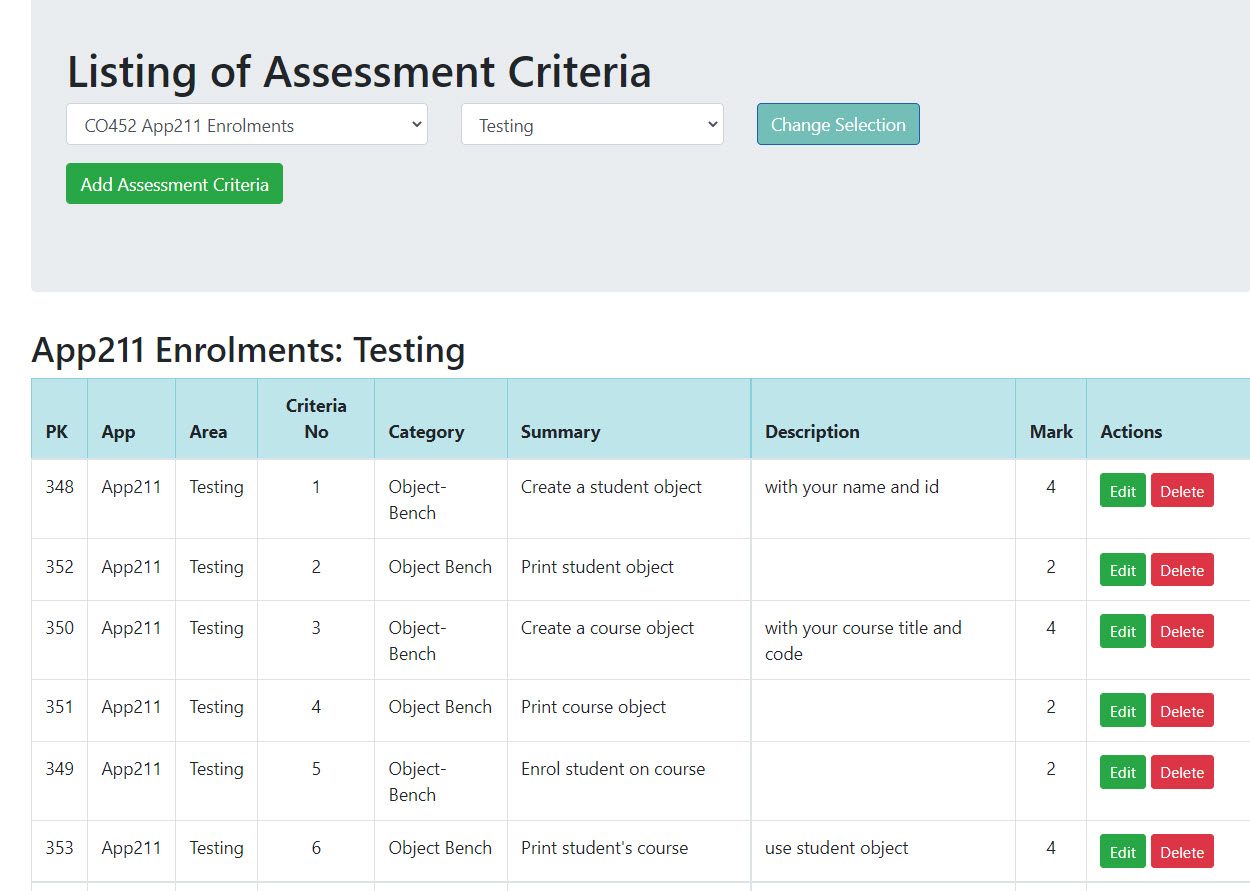 Listing of Assessment Criteria
CO452 App211 Enrolments Testing Change Selection
Add Assessment Criteria
App211 Enrolments: Testing
PK App Area Criteria No Category Summary Description Mark Actions
348 App211 Testing 1 Object-Bench Create a student object with your name and id 4 Edit Delete
352 App211 Testing 2 Object Bench Print student object 2 Edit Delete
350 App211 Testing 3 Object-Bench Create a course object with your course title and code 4 Edit Delete
351 App211 Testing 4 Object Bench Print course object 2 Edit Delete
349 App211 Testing 5 Object-Bench Enrol student on course 2 Edit Delete
353 App211 Testing 6 Object Bench Print student's course use student object 4 Edit Delete